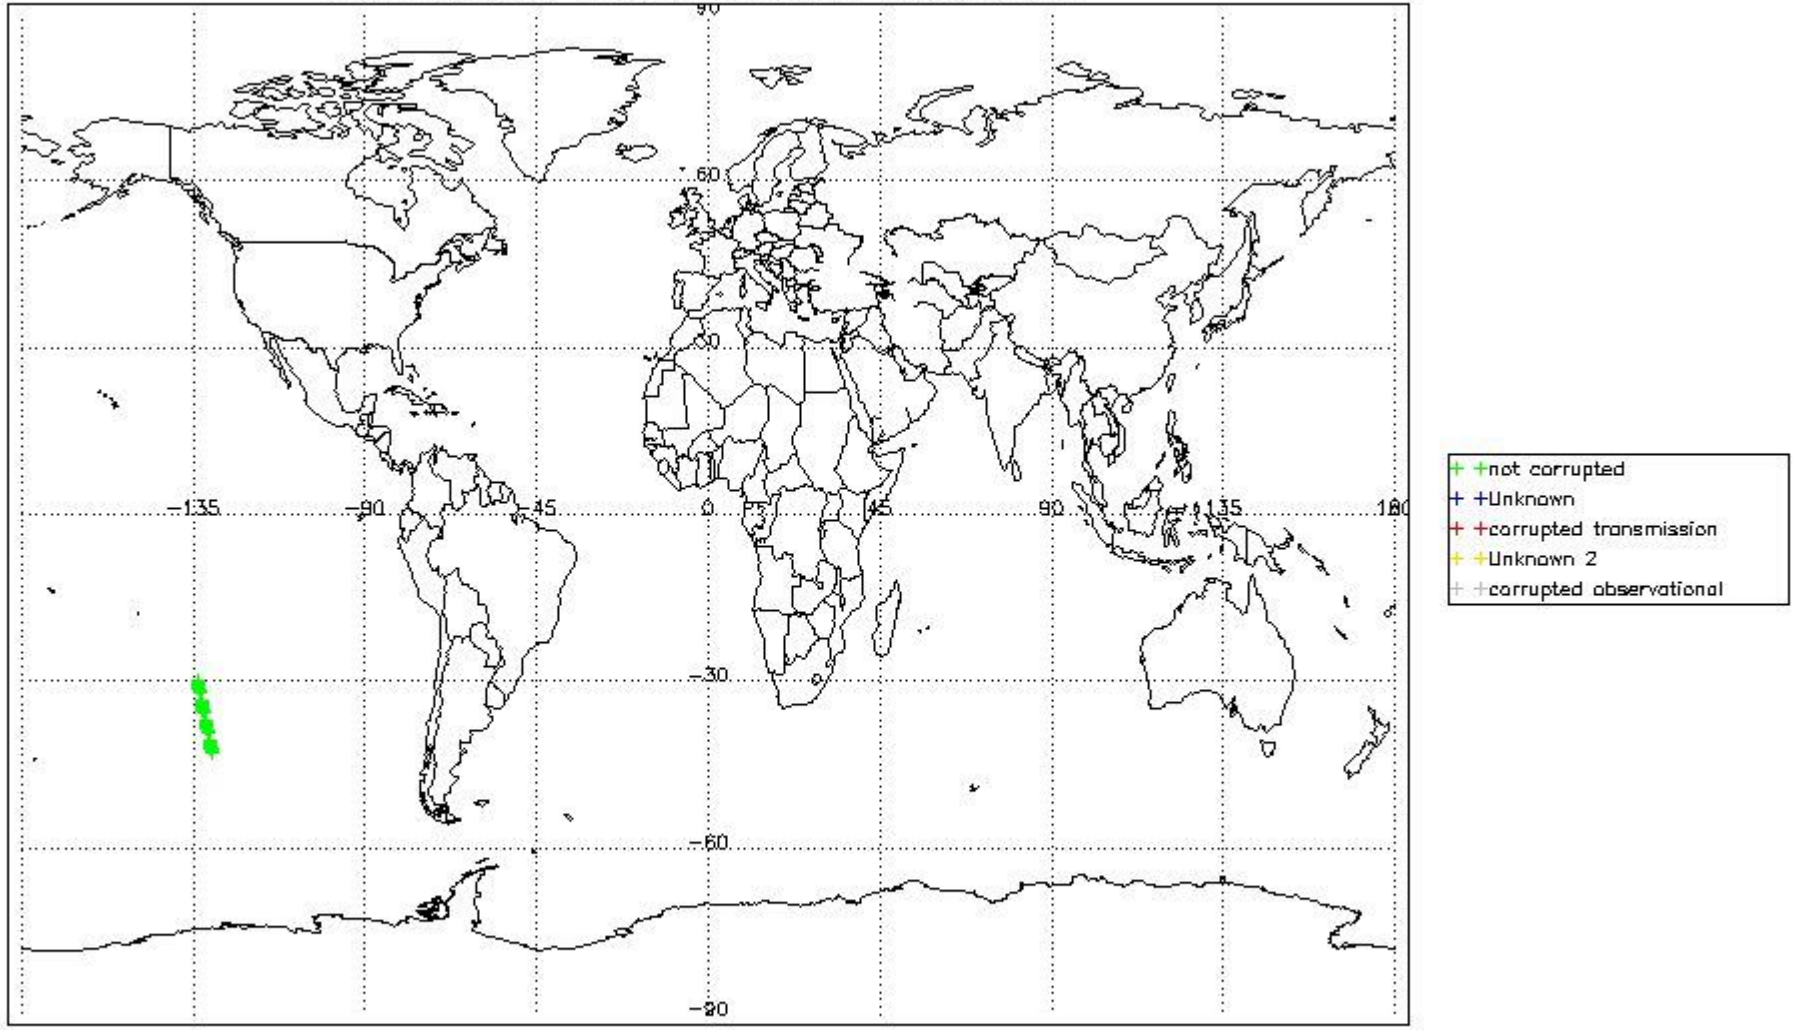 90
60
30
-135
-90
-45
0
45
90
135
180
-30
-60
-90
not corrupted
Unknown
corrupted transmission
Unknown 2
corrupted observational